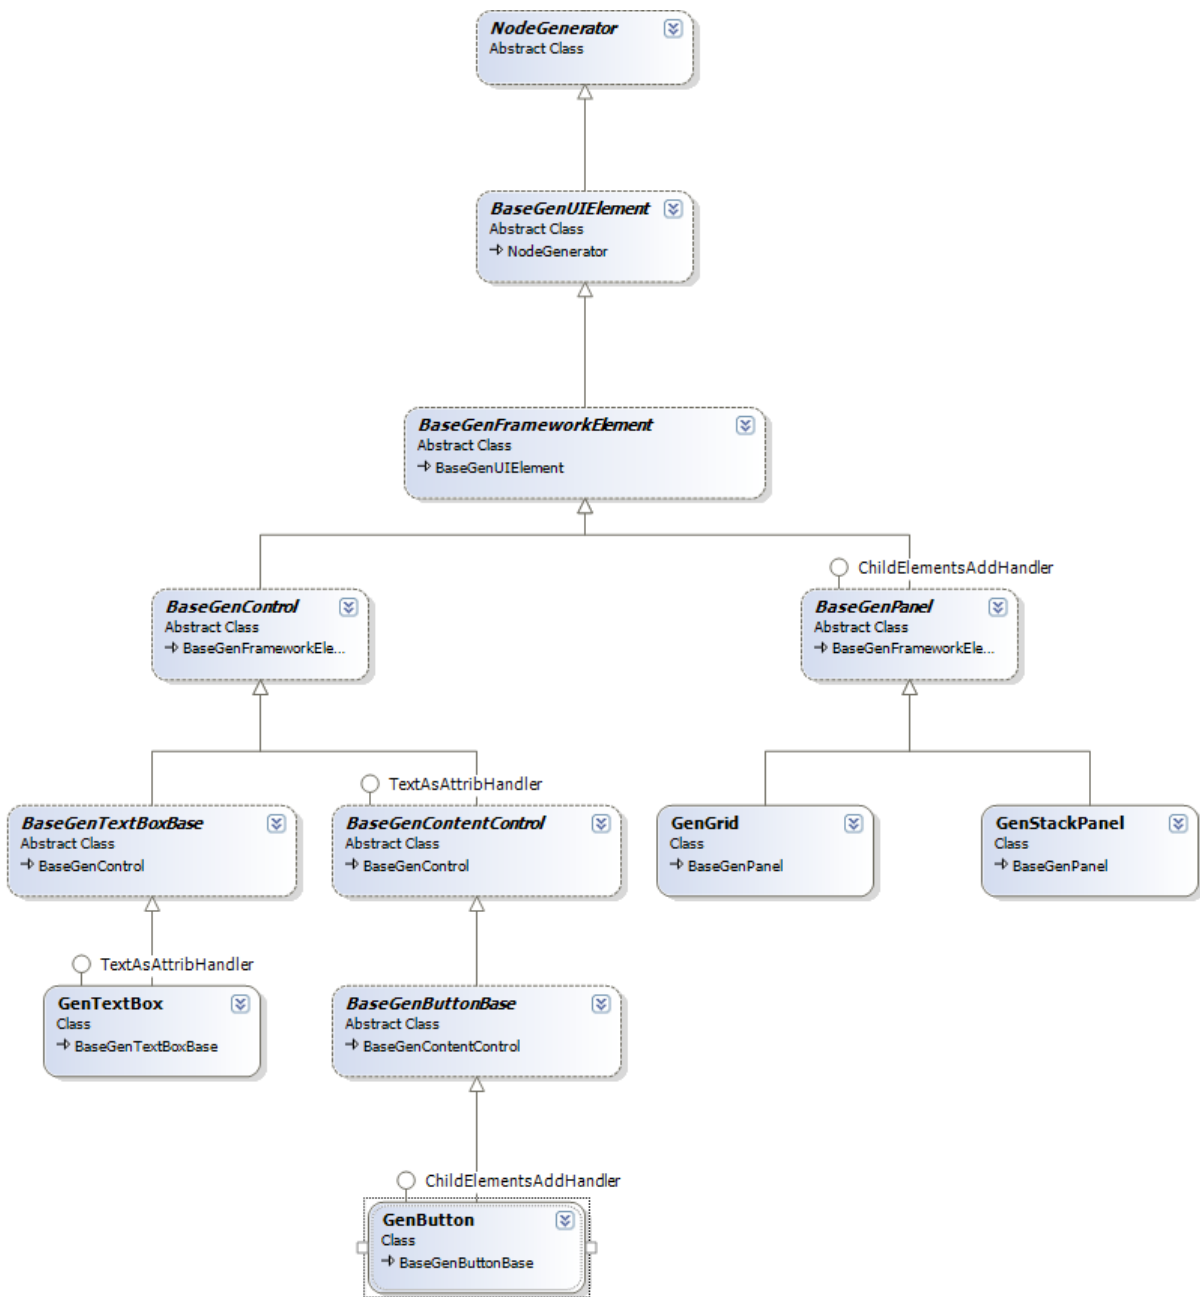 NodeGenerator
Abstract Class
BaseGenUIElement
Abstract Class
NodeGenerator
BaseGenFrameworkElement
Abstract Class
BaseGenUIElement
ChildElementsAddHandler
BaseGenControl
Abstract Class
BaseGenFrameworkEle...
BaseGenPanel
Abstract Class
BaseGenFrameworkEle...
TextAsAttribHandler
BaseGenTextBoxBase
Abstract Class
BaseGenControl
BaseGenContentControl
Abstract Class
BaseGenControl
GenGrid
Class
BaseGenPanel
GenStackPanel
Class
BaseGenPanel
TextAsAttribHandler
GenTextBox
Class
BaseGenTextBoxBase
BaseGenButtonBase
Abstract Class
BaseGenContentControl
ChildElementsAddHandler
GenButton
Class
BaseGenButtonBase